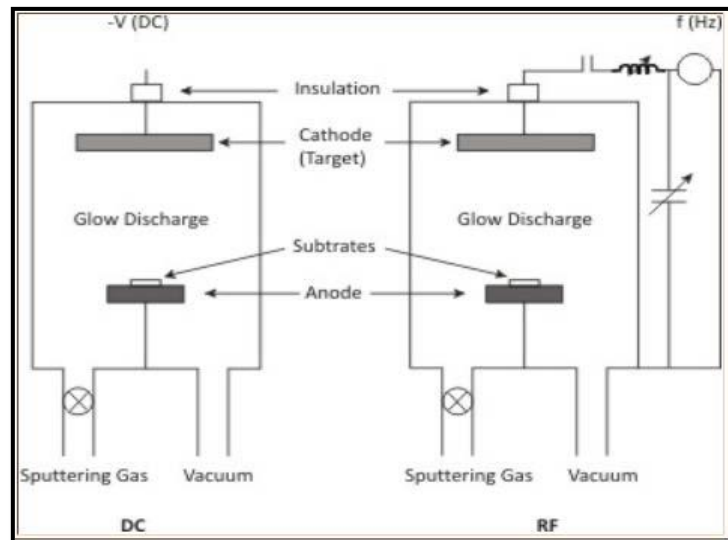 -V (DC)
f (Hz)
Insulation
Cathode
(Target)
Glow Discharge
Glow Discharge
Subtrates
Anode
Sputtering Gas
Vacuum
Sputtering Gas
Vacuum
DC
RF